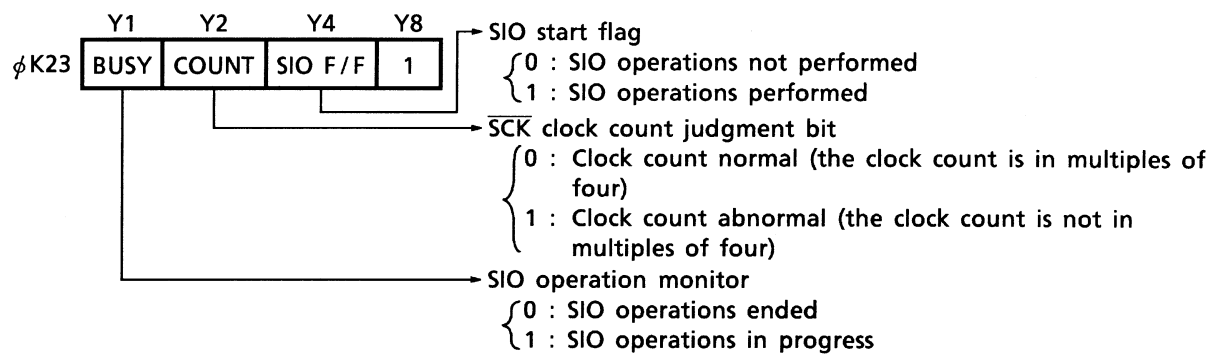 Y1 Y2 Y4 Y8
φK23 BUSY COUNT SIO F/F 1
SIO start flag
0 : SIO operations not performed
1 : SIO operations performed
S̅C̅K̅ clock count judgment bit
0 : Clock count normal (the clock count is in multiples of
four)
1 : Clock count abnormal (the clock count is not in
multiples of four)
SIO operation monitor
0 : SIO operations ended
1 : SIO operations in progress